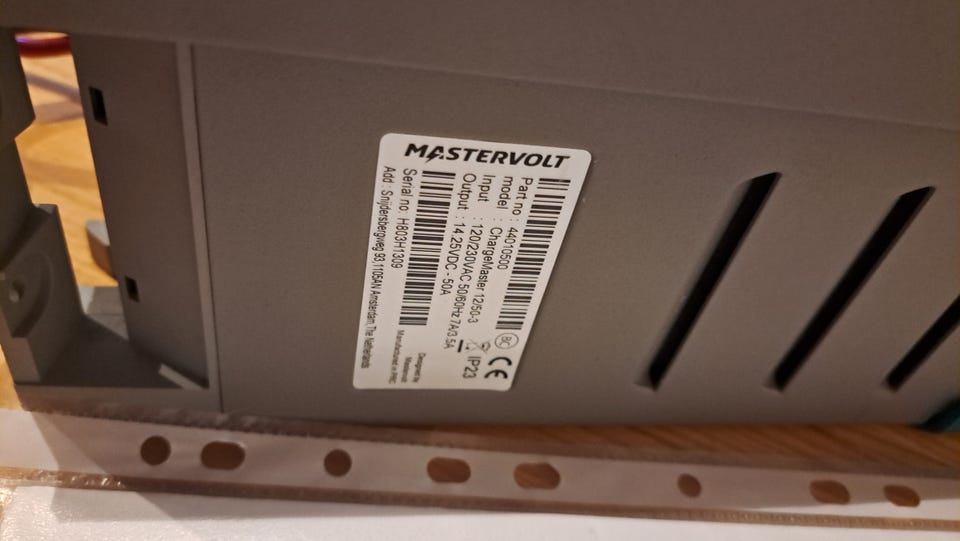 MASTERVOLT
Part no : 44010500
model : ChargeMaster 12/50-3
Input : 120/230VAC 50/60Hz 7A/3.5A
Output : 14.25VDC - 50A
Serial no: H803H1309
Add : Snijdersbergweg 93,1105AN Amsterdam,The Netherlands
BC CE
IP23
Designed by
Mastervolt
Manufactured in PRC